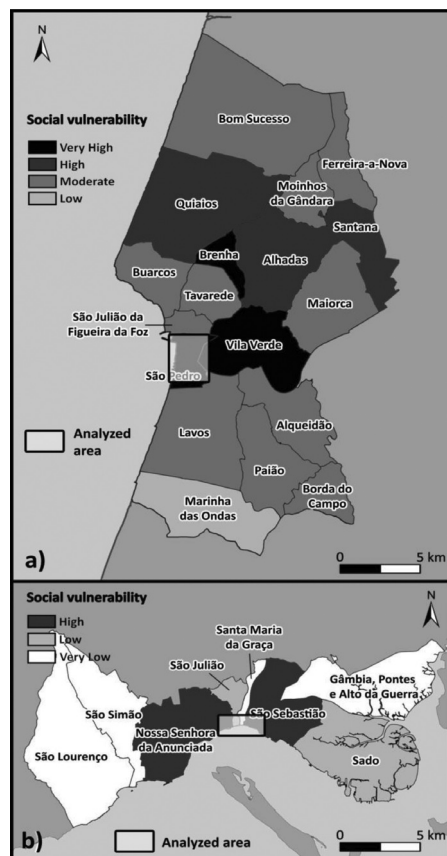 N
Social vulnerability
Very High
High
Moderate
Low
Bom Sucesso
Ferreira-a-Nova
Moinhos
da Gândara
Quiaios
Santana
Brenha
Alhadas
Buarcos
Tavarede
Maiorca
São Julião da
Figueira da Foz
Vila Verde
São Pedro
Analyzed
area
Lavos
Alqueidão
Paião
Borda do
Campo
Marinha
das Ondas
a)
0 5 km
Social vulnerability
High
Low
Very Low
N
Santa Maria
da Graça
São Julião
Gâmbia, Pontes
e Alto da Guerra
São Simão
São Sebastião
Nossa Senhora
da Anunciada
São Lourenço
Sado
b)
Analyzed area
0 5 km